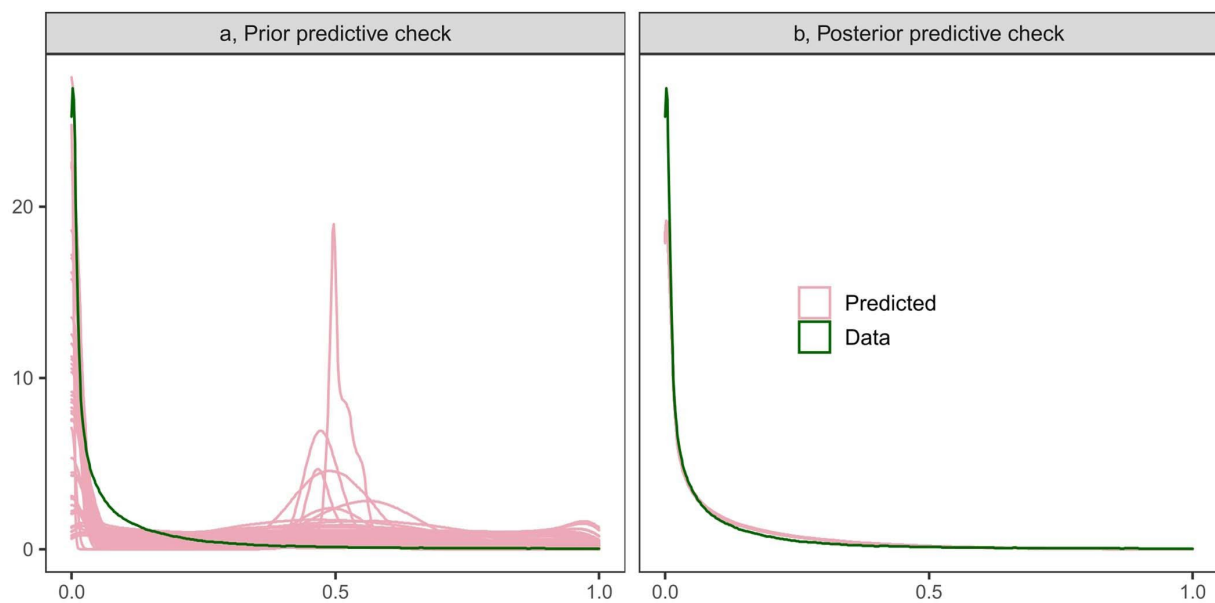 a, Prior predictive check
b, Posterior predictive check
20
10
0
Predicted
Data
0.0 0.5 1.0
0.0 0.5 1.0